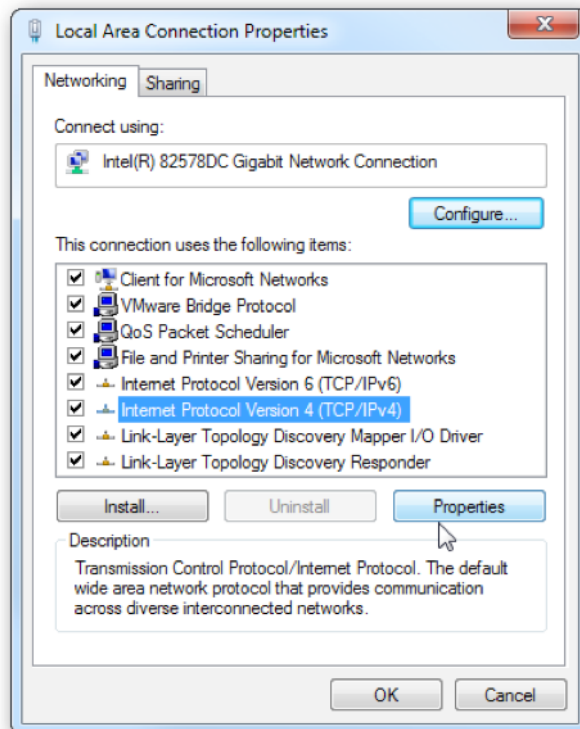 Local Area Connection Properties
Networking
Sharing
Connect using:
Intel(R) 82578DC Gigabit Network Connection
Configure...
This connection uses the following items:
Client for Microsoft Networks
VMware Bridge Protocol
QoS Packet Scheduler
File and Printer Sharing for Microsoft Networks
Internet Protocol Version 6 (TCP/IPv6)
Internet Protocol Version 4 (TCP/IPv4)
Link-Layer Topology Discovery Mapper I/O Driver
Link-Layer Topology Discovery Responder
Install...
Uninstall
Properties
Description
Transmission Control Protocol/Internet Protocol. The default
wide area network protocol that provides communication
across diverse interconnected networks.
OK
Cancel